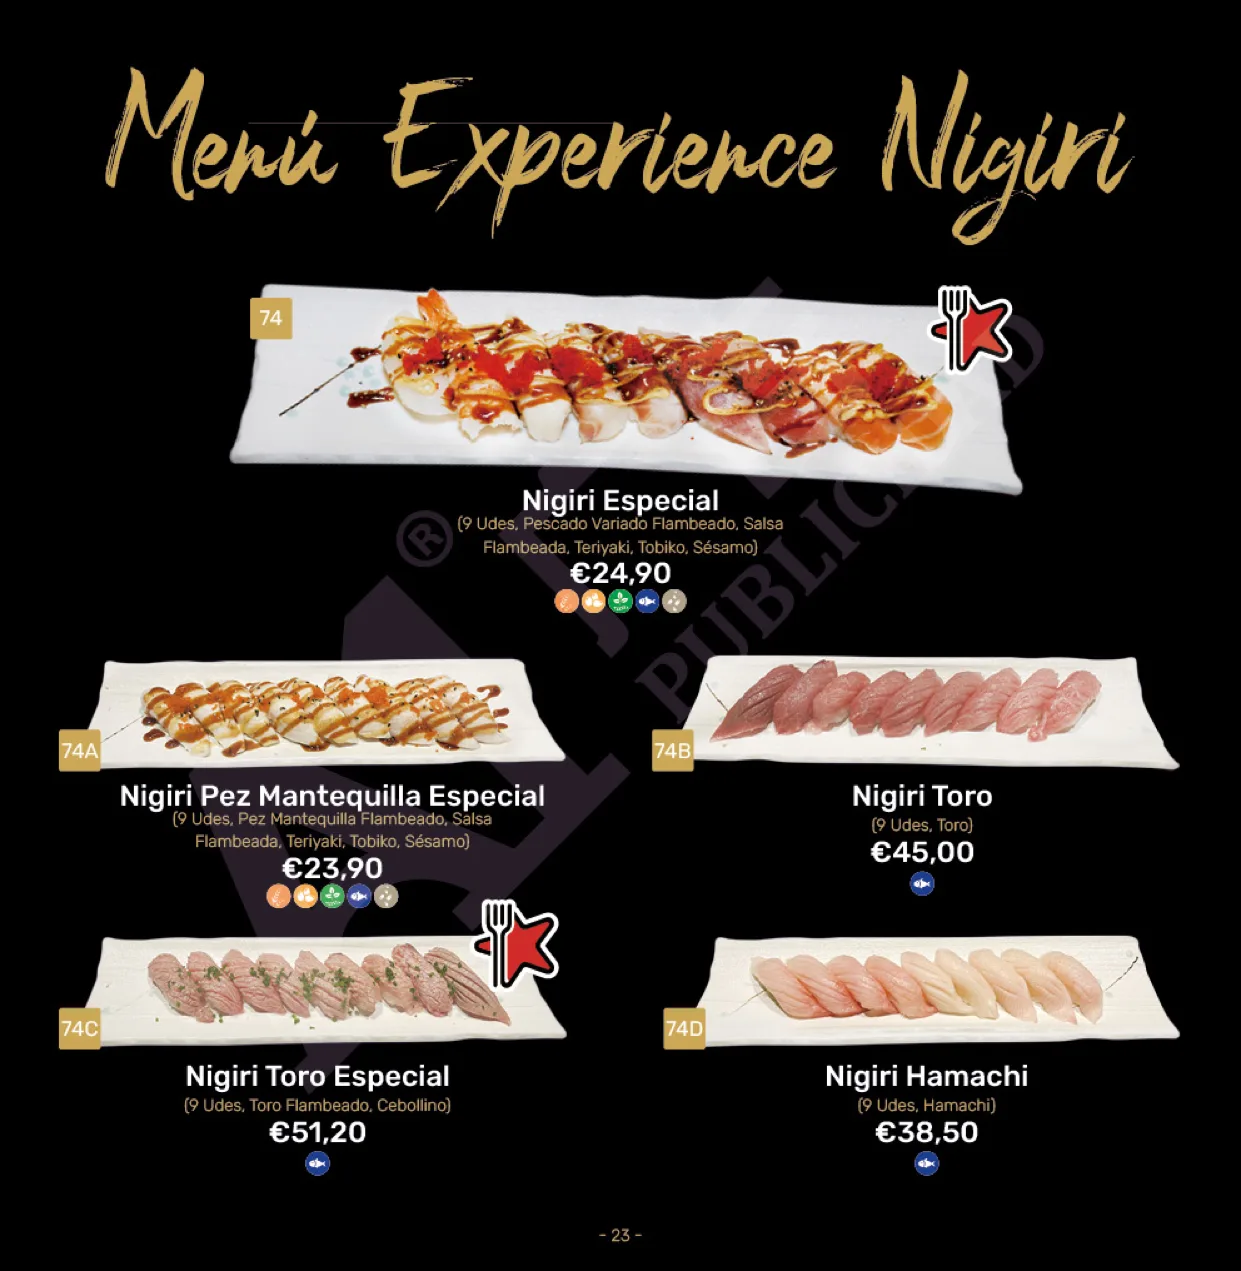 Menú Experience Nigiri
74
Nigiri Especial
(9 Udes, Pescado Variado Flambeado, Salsa
Flambeada, Teriyaki, Tobiko, Sésamo)
€24,90
®
PUBLICIDAD
74A
Nigiri Pez Mantequilla Especial
(9 Udes, Pez Mantequilla Flambeado, Salsa
Flambeada, Teriyaki, Tobiko, Sésamo)
€23,90
74B
Nigiri Toro
(9 Udes, Toro)
€45,00
74C
Nigiri Toro Especial
(9 Udes, Toro Flambeado, Cebollino)
€51,20
74D
Nigiri Hamachi
(9 Udes, Hamachi)
€38,50
- 23 -